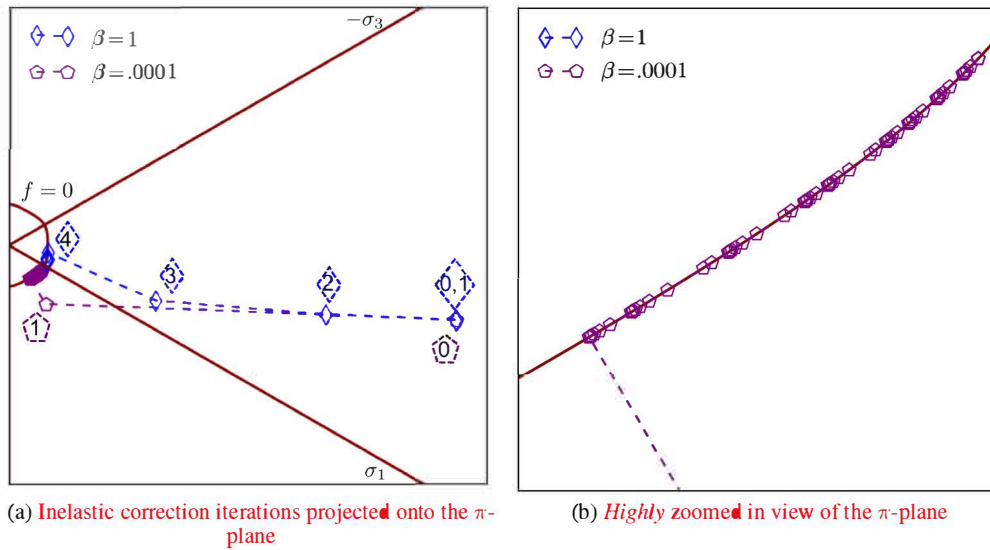 −σ₃
β=1
β=.0001
f = 0
4
3
2
0,1
1
0
σ₁
(a) Inelastic correction iterations projected onto the π-
plane
β=1
β=.0001
(b) Highly zoomed in view of the π-plane